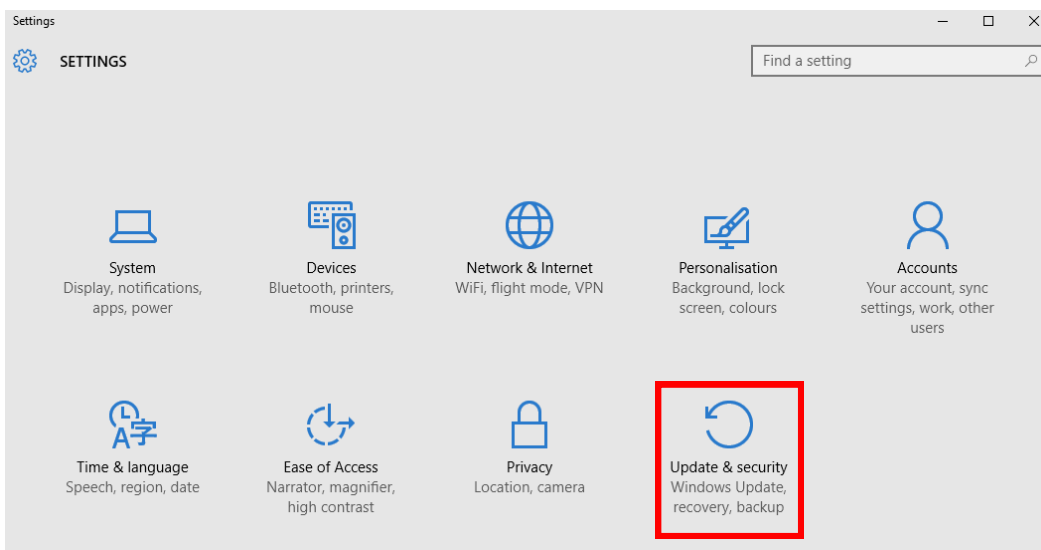 Settings
SETTINGS
Find a setting
System
Display, notifications,
apps, power
Devices
Bluetooth, printers,
mouse
Network & Internet
WiFi, flight mode, VPN
Personalisation
Background, lock
screen, colours
Accounts
Your account, sync
settings, work, other
users
A字
Time & language
Speech, region, date
Ease of Access
Narrator, magnifier,
high contrast
Privacy
Location, camera
Update & security
Windows Update,
recovery, backup